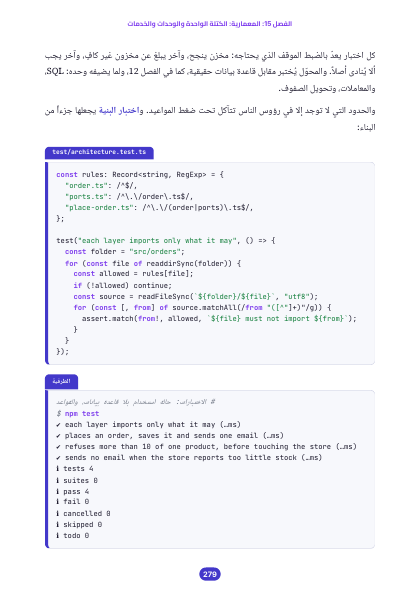 الفصل 15: المعمارية: الكتلة الواحدة والوحدات والخدمات
كل اختبار يعدّ بالضبط الموقف الذي يحتاجه: مخزن ينجح، وآخر يبلغ عن مخزون غير كافٍ، وآخر يجب
ألا يُنادى أصلاً. والمحوّل يُختبر مقابل قاعدة بيانات حقيقية، كما في الفصل 12، ولما يضيفه وحده: SQL،
والمعاملات، وتحويل الصفوف.
والحدود التي لا توجد إلا في رؤوس الناس تتآكل تحت ضغط المواعيد. واختبار البنية يجعلها جزءاً من
البناء:
test/architecture.test.ts
const rules: Record<string, RegExp> = {
"order.ts": /^$/,
"ports.ts": /^\.\/order\.ts$/,
"place-order.ts": /^\.\/(order|ports)\.ts$/,
};
test("each layer imports only what it may", () => {
const folder = "src/orders";
for (const file of readdirSync(folder)) {
const allowed = rules[file];
if (!allowed) continue;
const source = readFileSync(`${folder}/${file}`, "utf8");
for (const [, from] of source.matchAll(/from "([^"]+)"/g)) {
assert.match(from!, allowed, `${file} must not import ${from}`);
}
}
});
الطرفية
# الاختبارات: حالة استخدام بلا قاعدة بيانات، والقواعد
$ npm test
✔ each layer imports only what it may (…ms)
✔ places an order, saves it and sends one email (…ms)
✔ refuses more than 10 of one product, before touching the store (…ms)
✔ sends no email when the store reports too little stock (…ms)
ℹ tests 4
ℹ suites 0
ℹ pass 4
ℹ fail 0
ℹ cancelled 0
ℹ skipped 0
ℹ todo 0
279